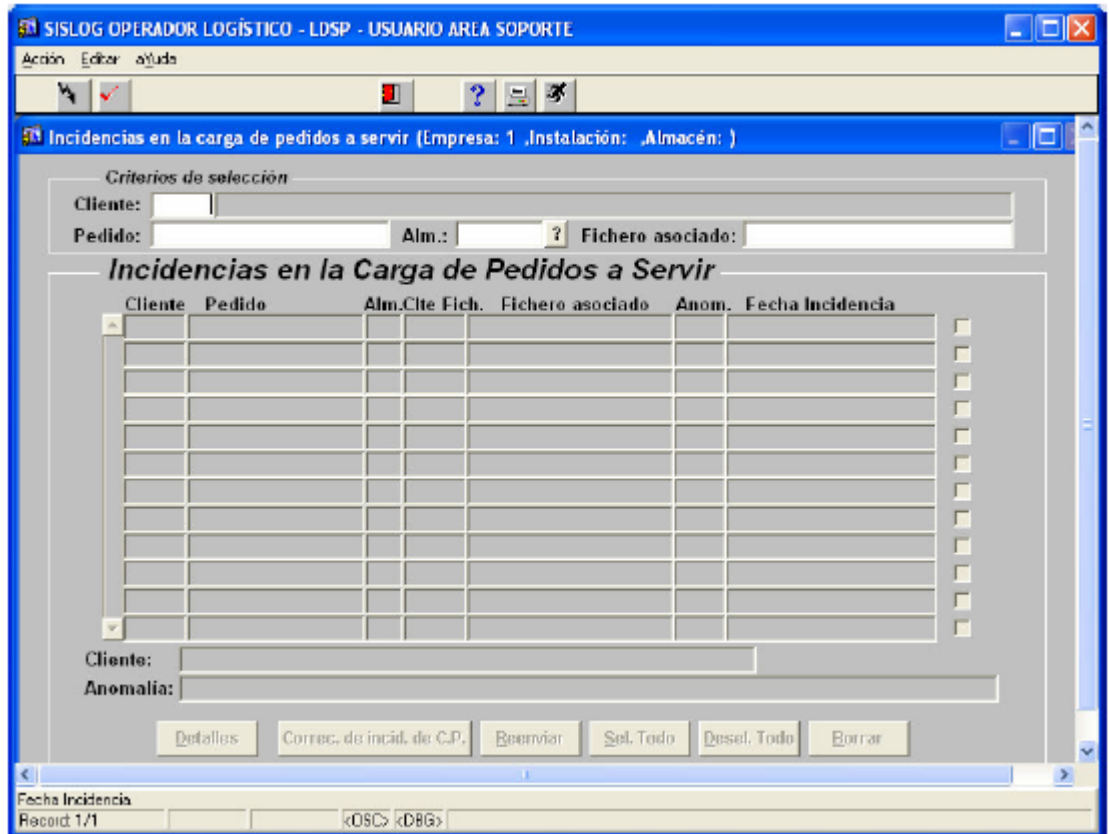 SISLOG OPERADOR LOGÍSTICO - LDSP - USUARIO AREA SOPORTE
Acción Editar aYuda
?
Incidencias en la carga de pedidos a servir (Empresa: 1 ,Instalación: ,Almacén: )
Criterios de selección
Cliente:
Pedido: Alm.: ? Fichero asociado:
Incidencias en la Carga de Pedidos a Servir
Cliente Pedido Alm. Clte Fich. Fichero asociado Anom. Fecha Incidencia
Cliente:
Anomalía:
Detalles Correc. de incid. de C.P. Reenviar Sel. Todo Desel. Todo Borrar
Fecha Incidencia
Record: 1/1 <OSC> <DBG>